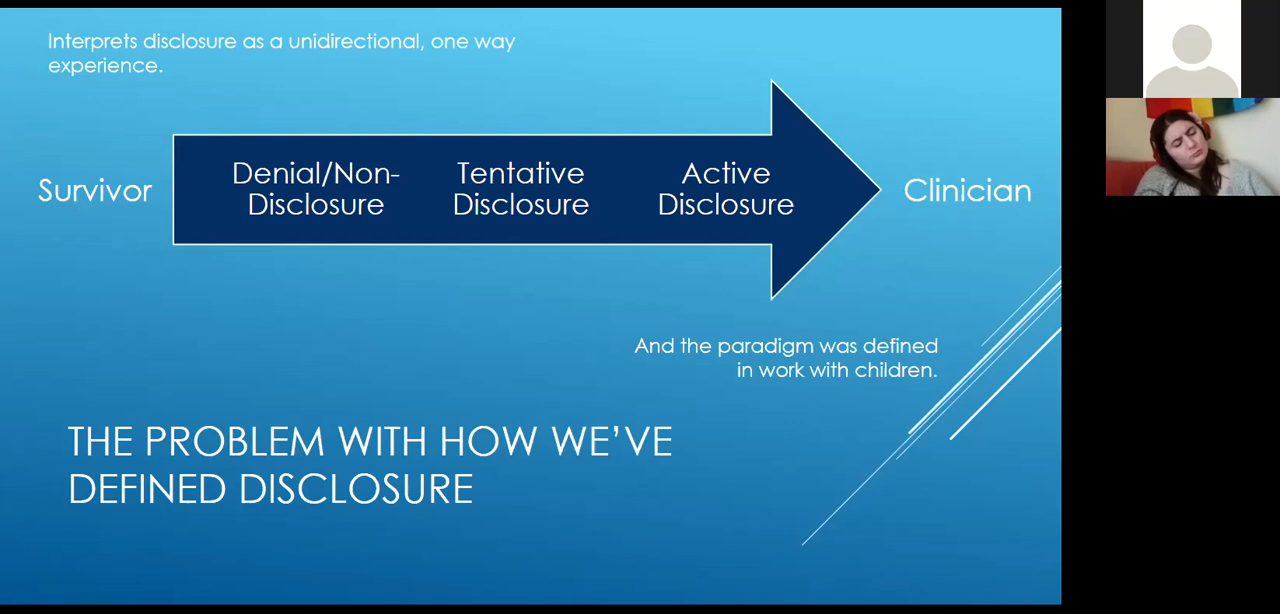 Interprets disclosure as a unidirectional, one way
experience.
Survivor
Denial/Non-
Disclosure
Tentative
Disclosure
Active
Disclosure
Clinician
And the paradigm was defined
in work with children.
THE PROBLEM WITH HOW WE’VE
DEFINED DISCLOSURE